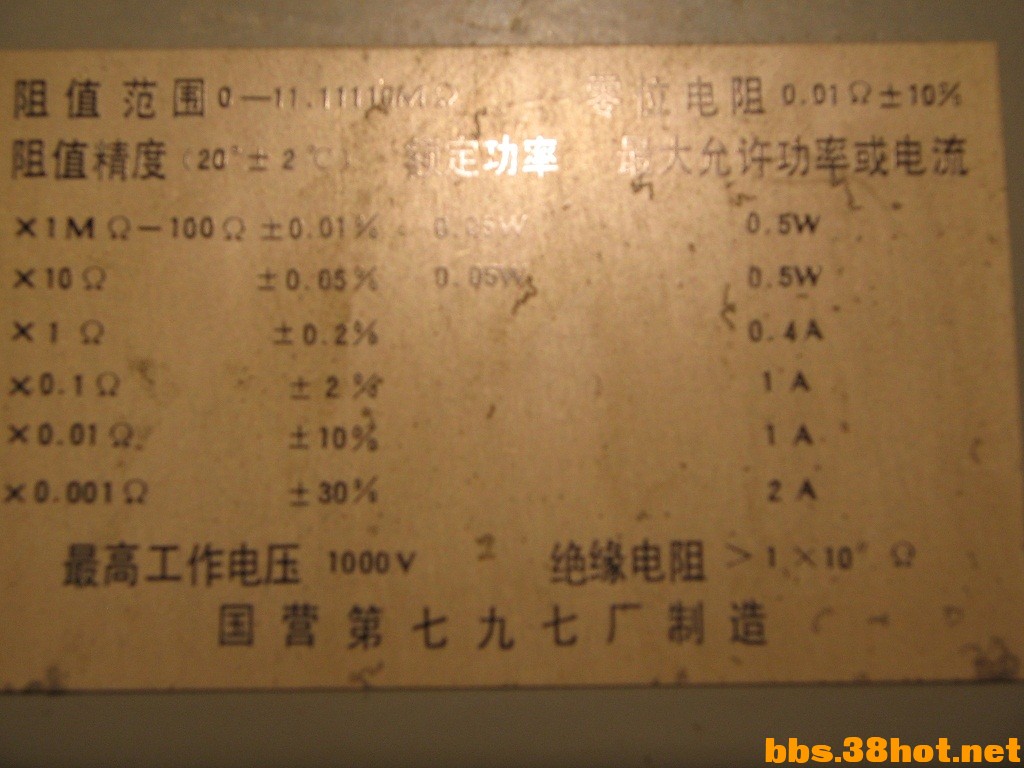 阻值范围 0—11.11110MΩ 零位电阻 0.01Ω±10%
阻值精度(20°±2℃) 额定功率 最大允许功率或电流
×1MΩ－100Ω ±0.01% 0.05W 0.5W
×10Ω ±0.05% 0.05W 0.5W
×1Ω ±0.2% 0.4A
×0.1Ω ±2% 1A
×0.01Ω ±10% 1A
×0.001Ω ±30% 2A
最高工作电压 1000V 绝缘电阻 >1×10 Ω
国营第七九七厂制造
bbs.38hot.net